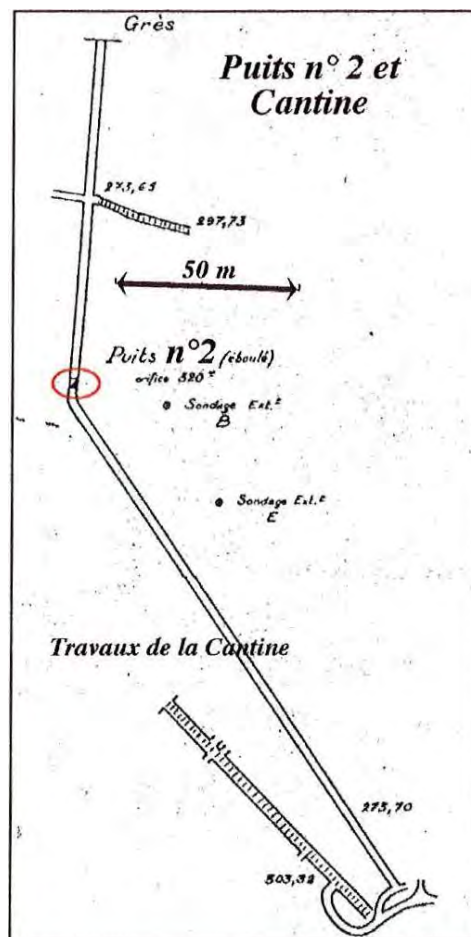 Grès
Puits n° 2 et
Cantine
273,65
297,73
50 m
Puits n°2 (éboulé)
orifice 320
Sondage Ext.
B
Sondage Ext.
E
Travaux de la Cantine
273,70
303,32